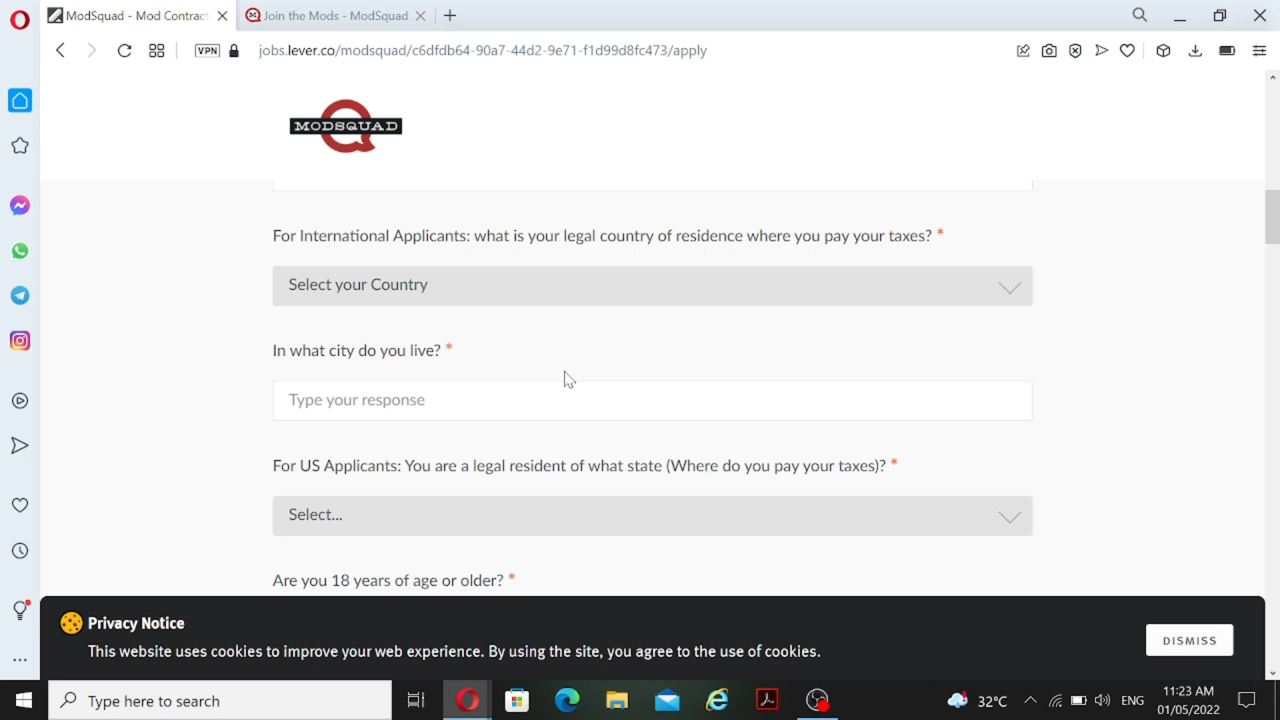 ModSquad - Mod Contract
Join the Mods - ModSquad
VPN
jobs.lever.co/modsquad/c6dfdb64-90a7-44d2-9e71-f1d99d8fc473/apply
MODSQUAD
For International Applicants: what is your legal country of residence where you pay your taxes? *
Select your Country
In what city do you live? *
Type your response
For US Applicants: You are a legal resident of what state (Where do you pay your taxes)? *
Select...
Are you 18 years of age or older? *
Privacy Notice
This website uses cookies to improve your web experience. By using the site, you agree to the use of cookies.
DISMISS
Type here to search
32°C
ENG
11:23 AM
01/05/2022